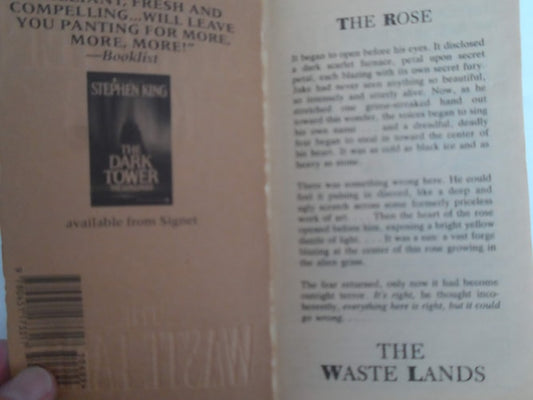 BRILLIANT, FRESH AND
COMPELLING...WILL LEAVE
YOU PANTING FOR MORE,
MORE, MORE!"
—Booklist
STEPHEN KING
THE
DARK
TOWER
available from Signet
THE
WASTE LA
THE ROSE
It began to open before his eyes. It disclosed
a dark scarlet furnace, petal upon secret
petal, each blazing with its own secret fury.
Jake had never seen anything so beautiful,
so intensely and utterly alive. Now, as he
stretched one grime-streaked hand out
toward this wonder, the voices began to sing
his own name . . . and a dreadful, deadly
fear began to steal in toward the center of
his heart. It was as cold as black ice and as
heavy as stone.
There was something wrong here. He could
feel it pulsing in discord, like a deep and
ugly scratch across some formerly priceless
work of art. . . . Then the heart of the rose
opened before him, exposing a bright yellow
dazzle of light. . . . It was a sun: a vast forge
blazing at the center of this rose growing in
the alien grass.
The fear returned, only now it had become
outright terror. It's right, he thought inco-
herently, everything here is right, but it could
go wrong. . . .
THE
WASTE LANDS